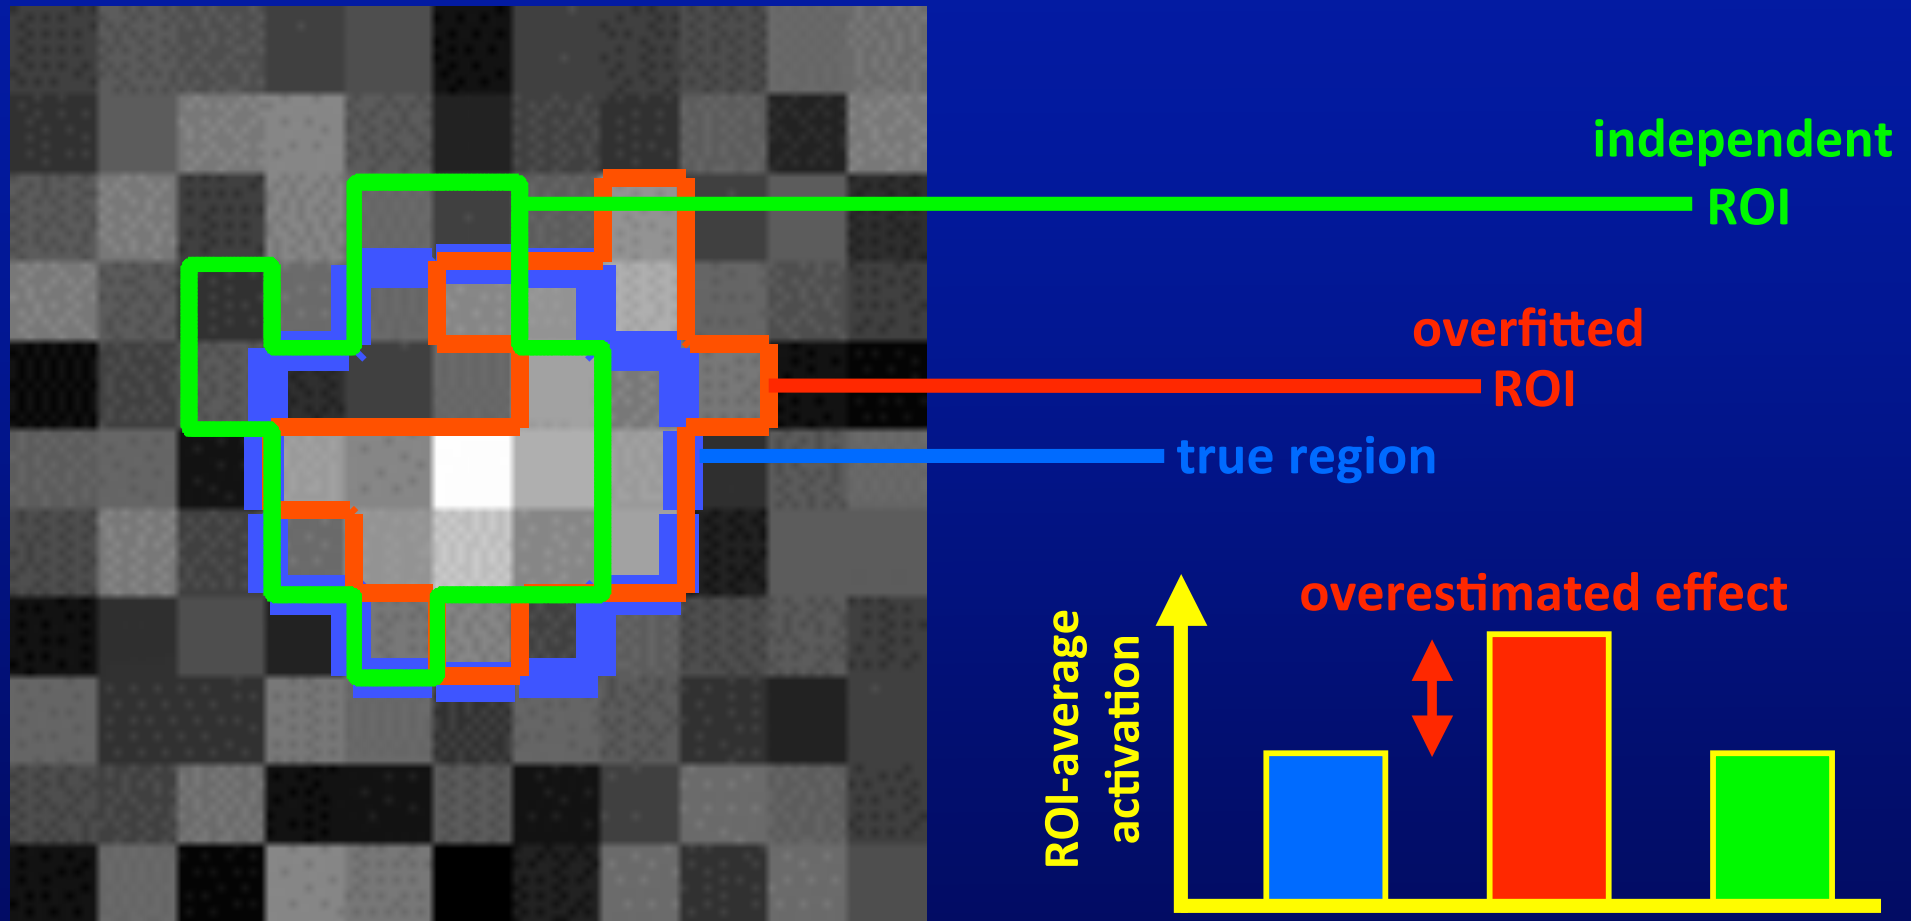 independent
ROI
overfitted
ROI
true region
overestimated effect
ROI-average
activation